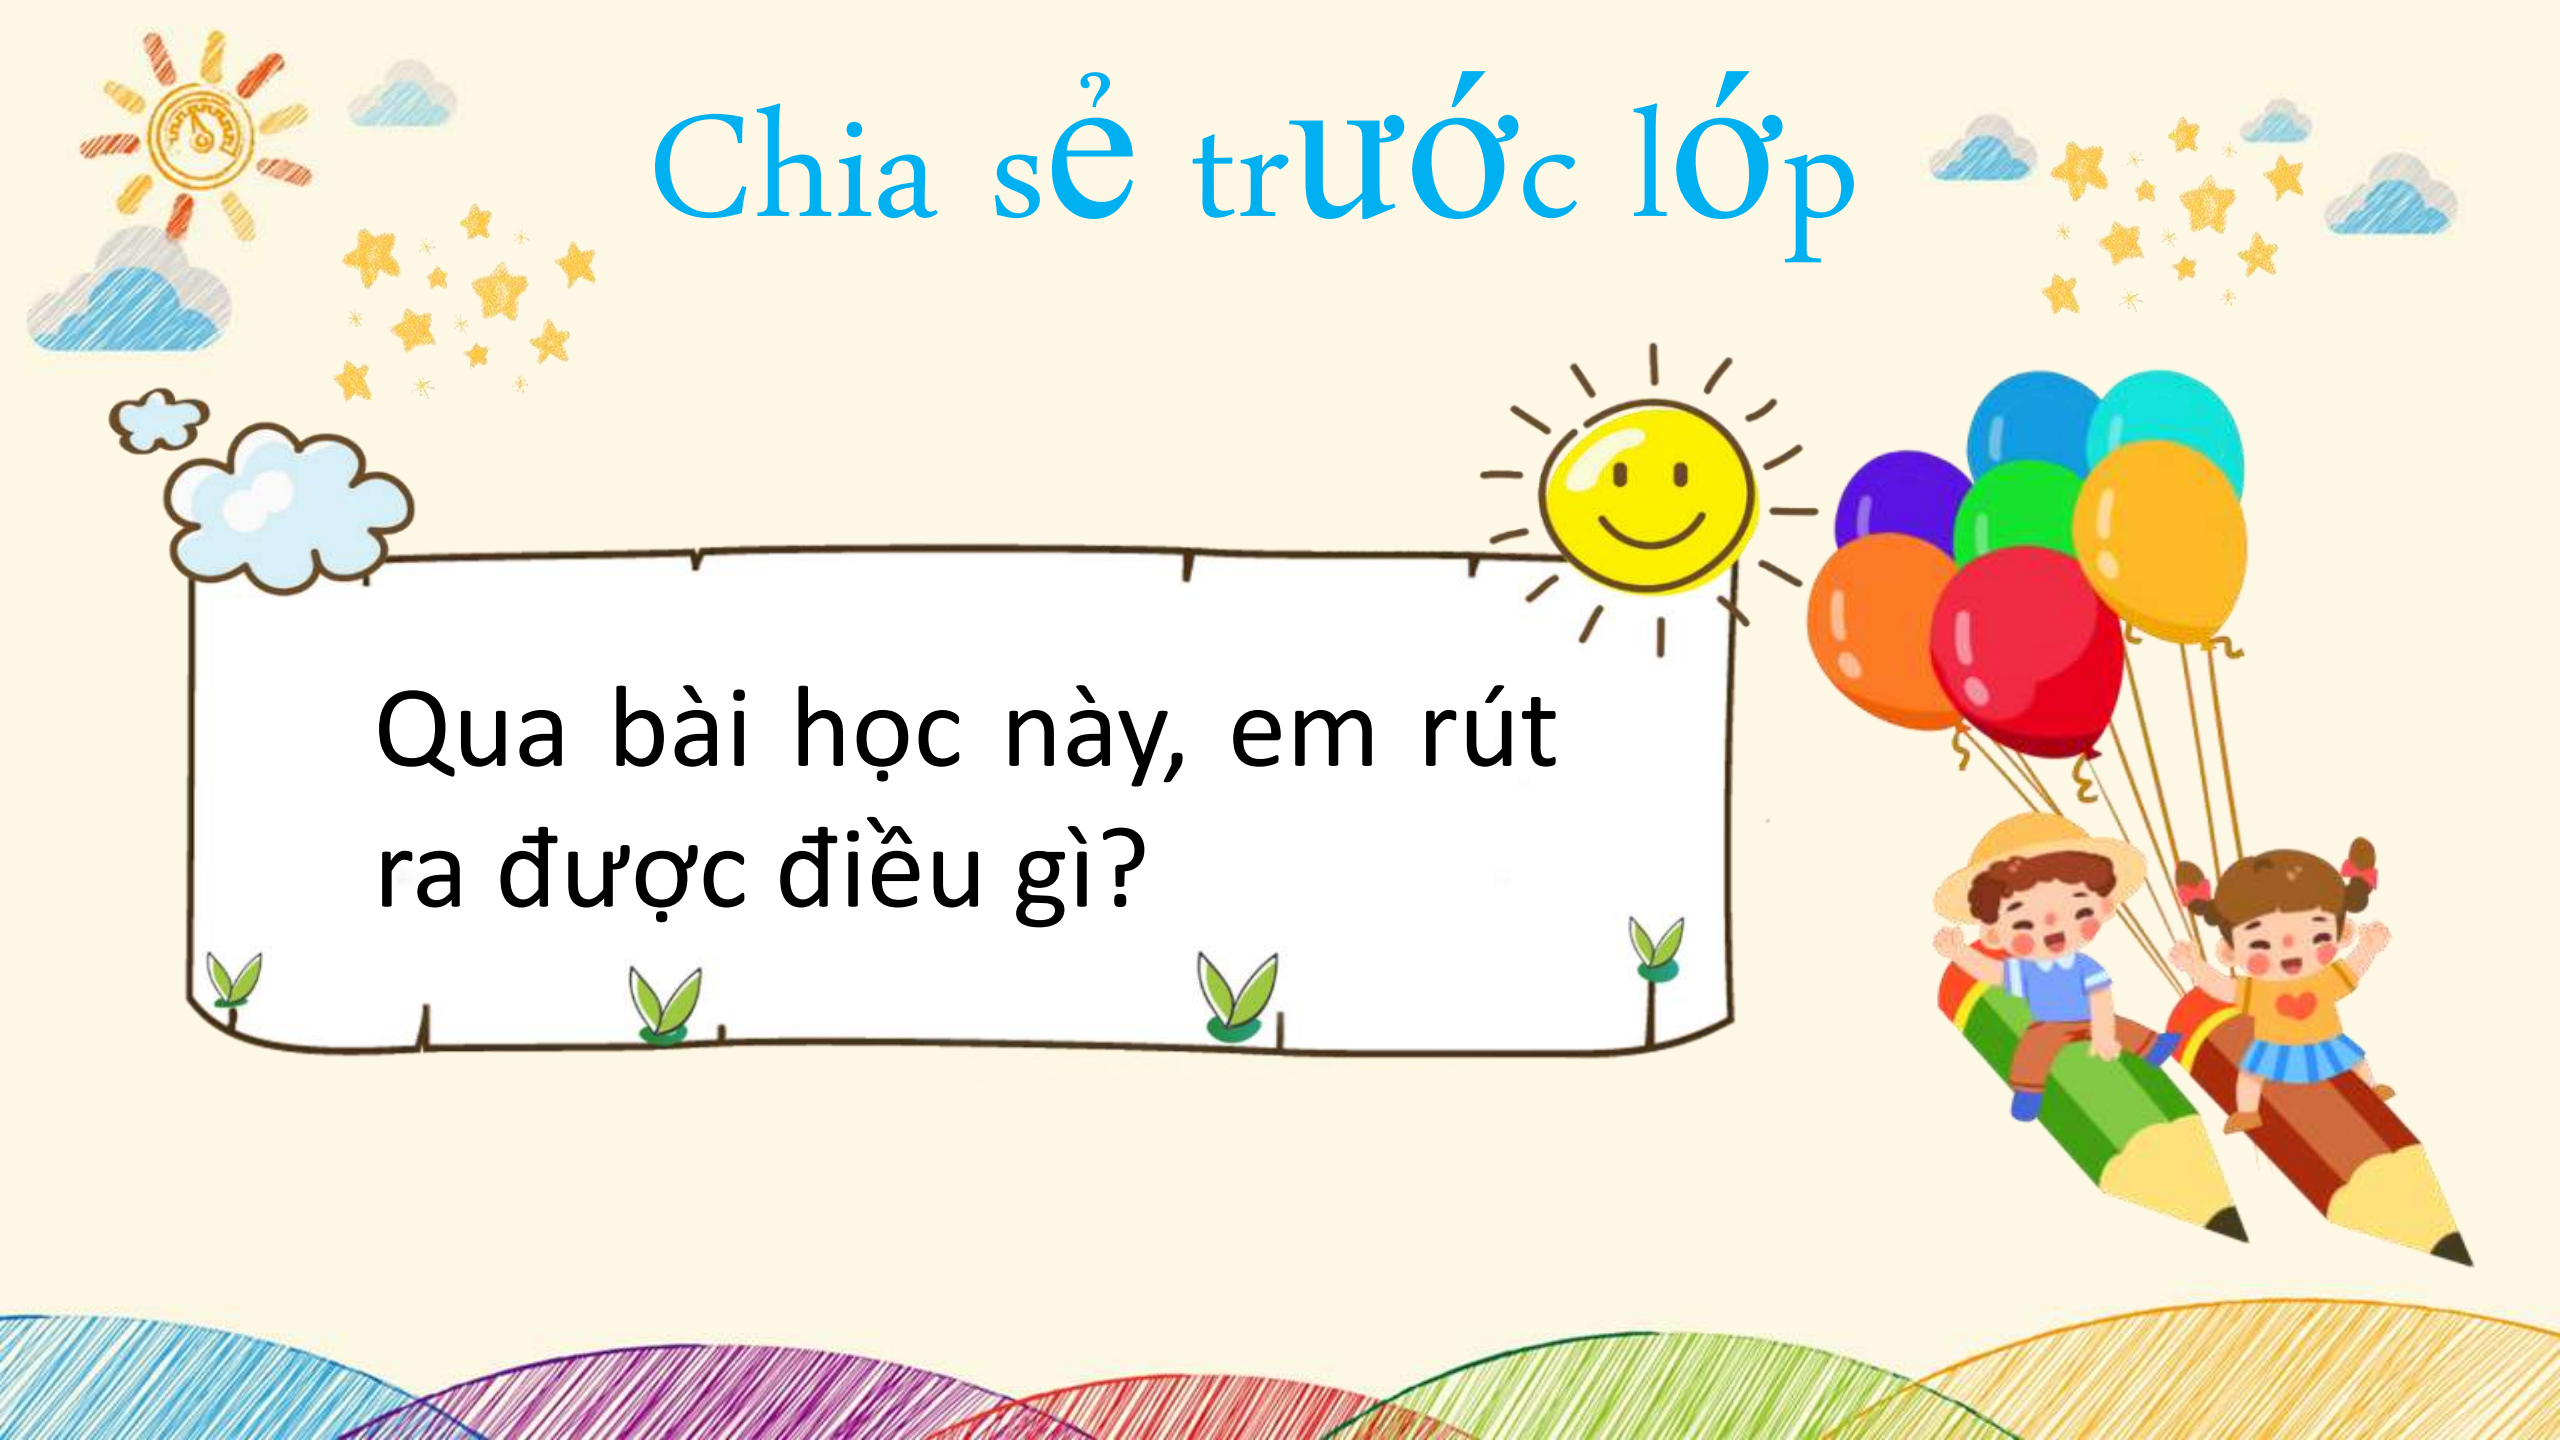 Chia sẻ trước lớp
Qua bài học này, em rút
ra được điều gì?